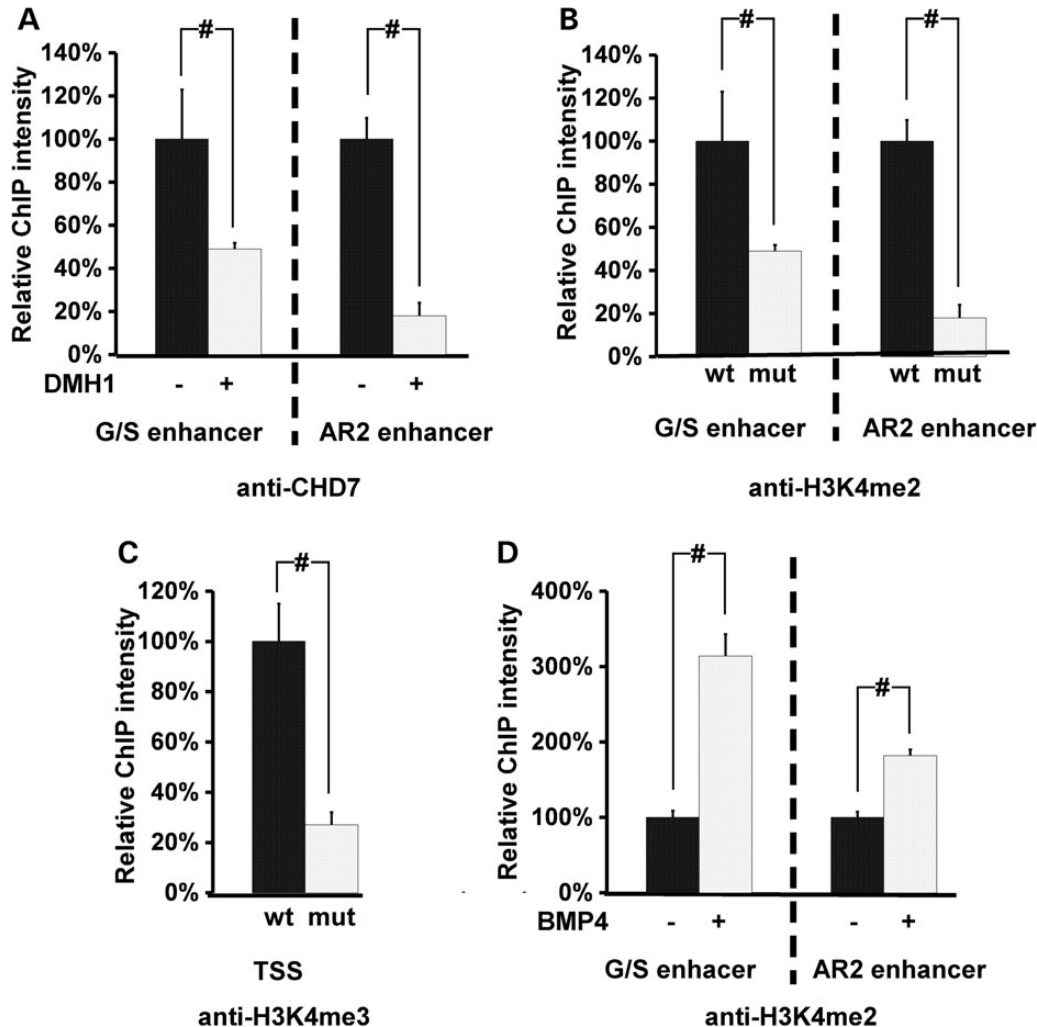 A
#
#
Relative ChIP intensity
140%
120%
100%
80%
60%
40%
20%
0%
DMH1 - + - +
G/S enhancer AR2 enhancer
anti-CHD7
B
#
#
Relative ChIP intensity
140%
120%
100%
80%
60%
40%
20%
0%
wt mut wt mut
G/S enhacer AR2 enhancer
anti-H3K4me2
C
#
Relative ChIP intensity
120%
100%
80%
60%
40%
20%
0%
wt mut
TSS
anti-H3K4me3
D
#
#
Relative ChIP intensity
400%
300%
200%
100%
0%
BMP4 - + - +
G/S enhacer AR2 enhancer
anti-H3K4me2